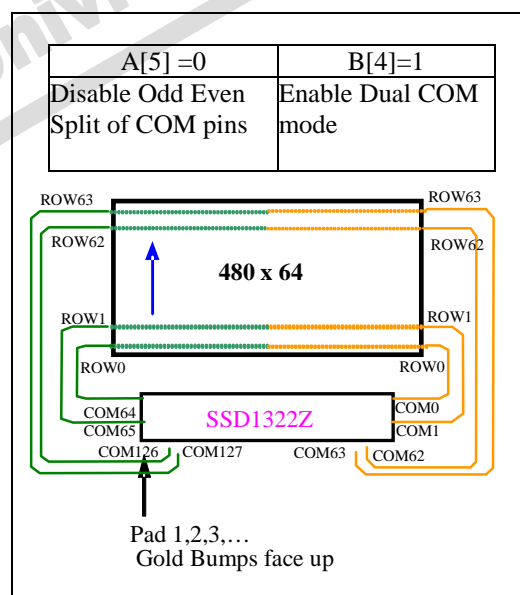 A[5] =0
B[4]=1
Disable Odd Even
Split of COM pins
Enable Dual COM
mode
ROW63
ROW63
ROW62
ROW62
480 x 64
ROW1
ROW1
ROW0
ROW0
COM64
COM0
COM65
SSD1322Z
COM1
COM126
COM127
COM63
COM62
Pad 1,2,3,…
Gold Bumps face up